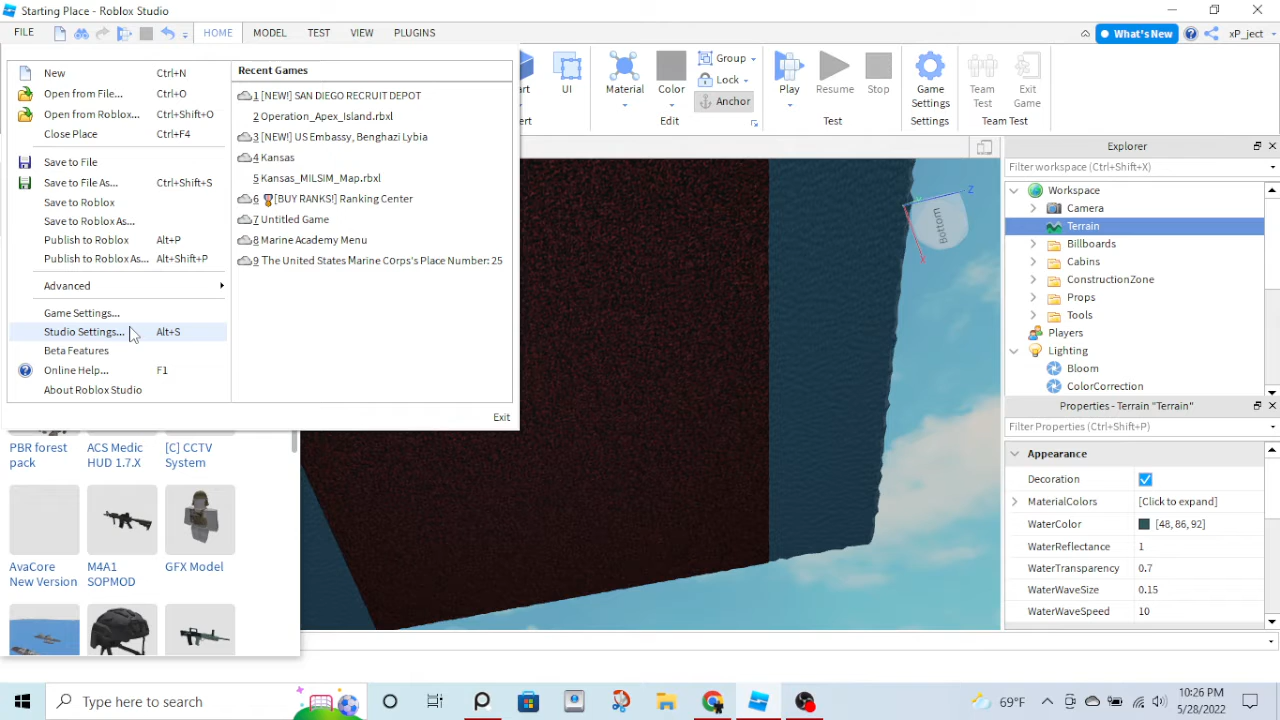 Starting Place - Roblox Studio
FILE HOME MODEL TEST VIEW PLUGINS What's New xP_ject
New Ctrl+N
Open from File... Ctrl+O
Open from Roblox... Ctrl+Shift+O
Close Place Ctrl+F4
Save to File
Save to File As... Ctrl+Shift+S
Save to Roblox
Save to Roblox As...
Publish to Roblox Alt+P
Publish to Roblox As... Alt+Shift+P
Advanced
Game Settings...
Studio Settings... Alt+S
Beta Features
Online Help... F1
About Roblox Studio
Recent Games
1 [NEW!] SAN DIEGO RECRUIT DEPOT
2 Operation_Apex_Island.rbxl
3 [NEW!] US Embassy, Benghazi Lybia
4 Kansas
5 Kansas_MILSIM_Map.rbxl
6 [BUY RANKS!] Ranking Center
7 Untitled Game
8 Marine Academy Menu
9 The United States Marine COrps's Place Number: 25
Exit
UI
Material
Color
Group
Lock
Anchor
Edit
Play
Resume
Stop
Test
Game
Settings
Settings
Team
Test
Exit
Game
Team Test
Bottom
Z
Explorer
Filter workspace (Ctrl+Shift+X)
Workspace
Camera
Terrain
Billboards
Cabins
ConstructionZone
Props
Tools
Players
Lighting
Bloom
ColorCorrection
Properties - Terrain "Terrain"
Filter Properties (Ctrl+Shift+P)
Appearance
Decoration
MaterialColors [Click to expand]
WaterColor [48, 86, 92]
WaterReflectance 1
WaterTransparency 0.7
WaterWaveSize 0.15
WaterWaveSpeed 10
PBR forest
pack
ACS Medic
HUD 1.7.X
[C] CCTV
System
AvaCore
New Version
M4A1
SOPMOD
GFX Model
Type here to search
69°F
10:26 PM
5/28/2022